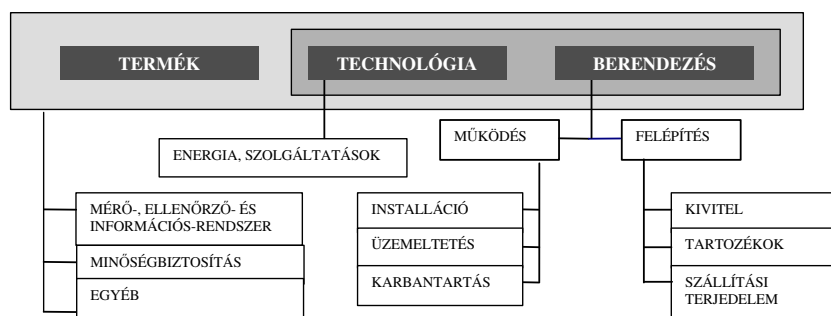 TERMÉK
TECHNOLÓGIA
BERENDEZÉS
MŰKÖDÉS
FELÉPÍTÉS
ENERGIA, SZOLGÁLTATÁSOK
MÉRŐ-, ELLENŐRZŐ- ÉS
INFORMÁCIÓS-RENDSZER
MINŐSÉGBIZTOSÍTÁS
EGYÉB
INSTALLÁCIÓ
ÜZEMELTETÉS
KARBANTARTÁS
KIVITEL
TARTOZÉKOK
SZÁLLÍTÁSI
TERJEDELEM